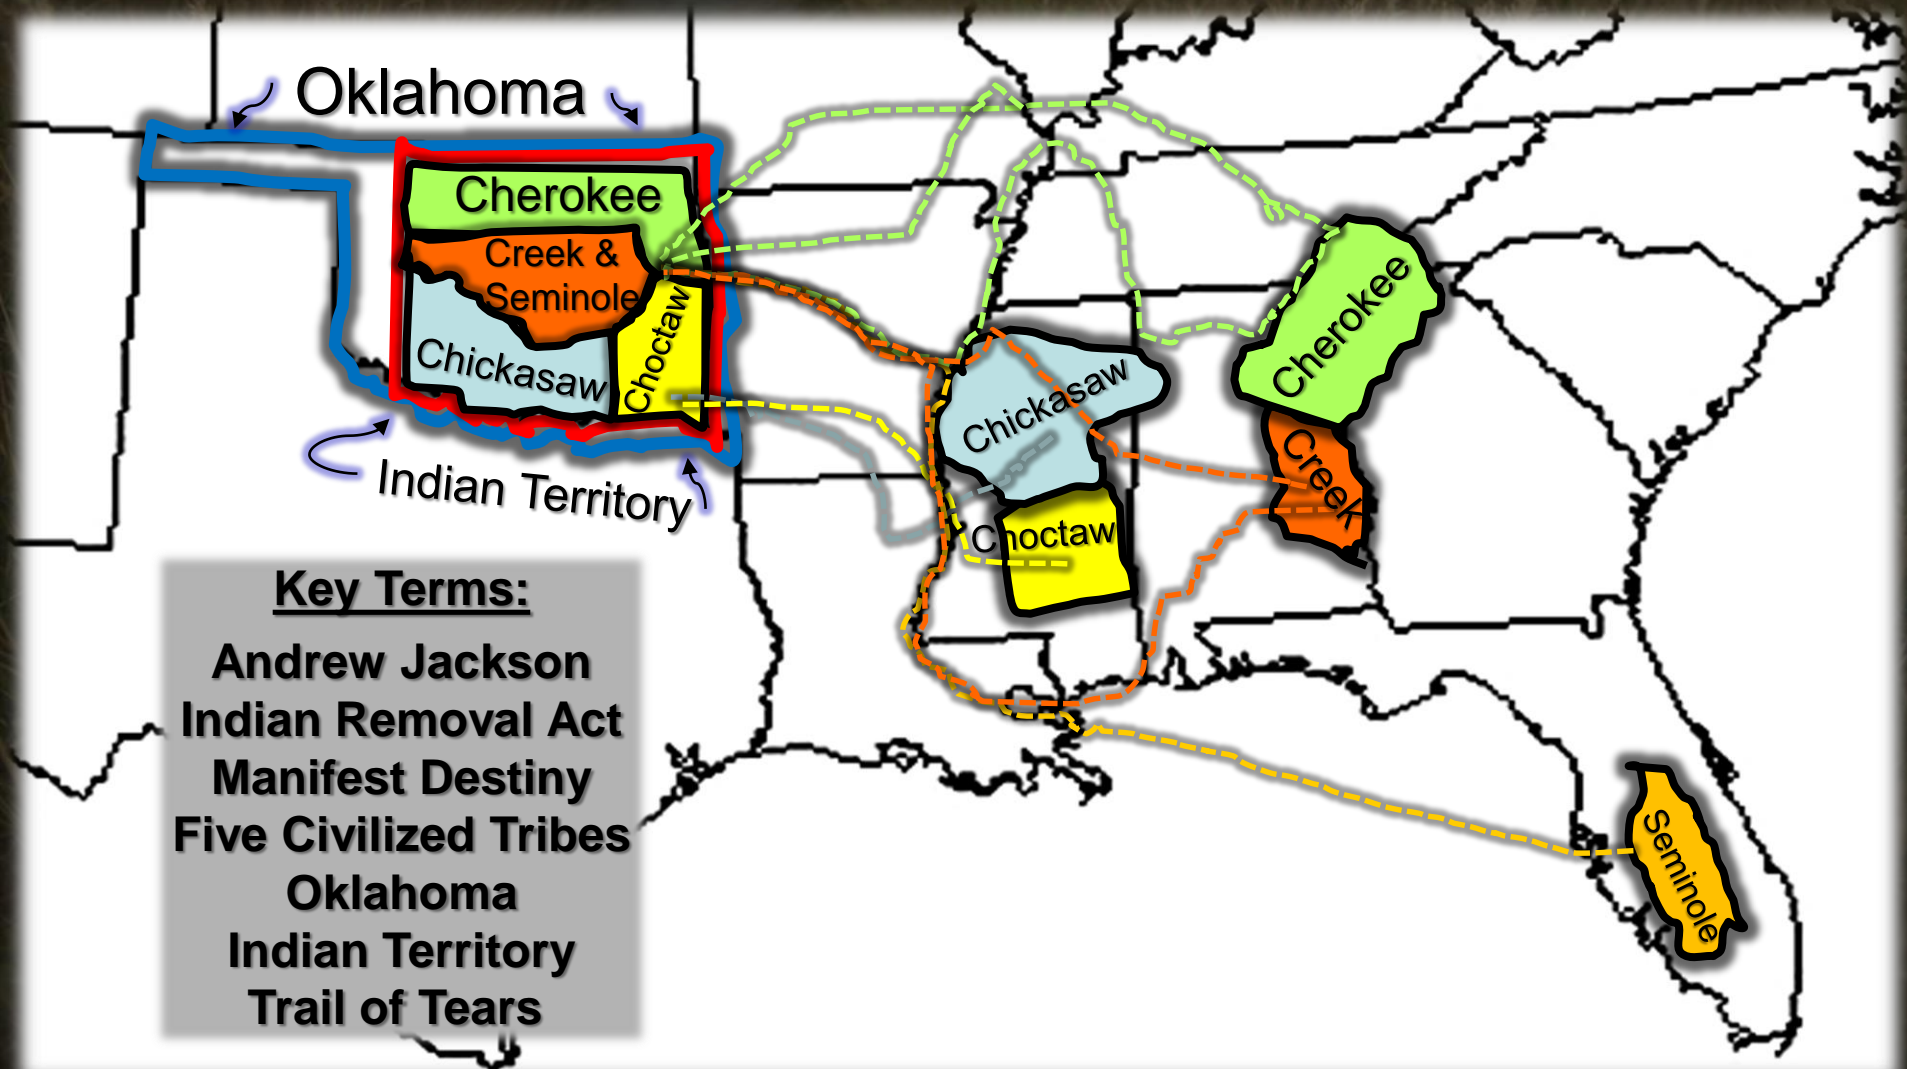 Oklahoma
Cherokee
Creek &
Seminole
Chickasaw
Choctaw
Indian Territory
Cherokee
Chickasaw
Creek
Choctaw
Seminole
Key Terms:
Andrew Jackson
Indian Removal Act
Manifest Destiny
Five Civilized Tribes
Oklahoma
Indian Territory
Trail of Tears